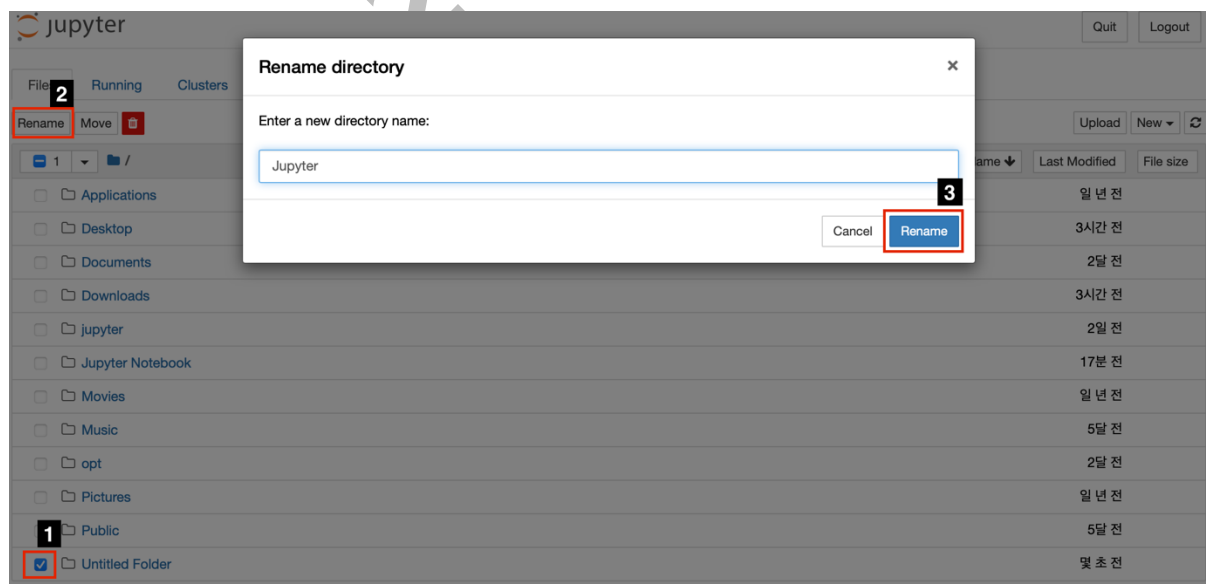 jupyter
Quit Logout
Rename directory ×
Files Running Clusters
2
Rename Move
Enter a new directory name:
Upload New
1 /
Jupyter
Name Last Modified File size
3
Cancel Rename
Applications 일 년 전
Desktop 3시간 전
Documents 2달 전
Downloads 3시간 전
jupyter 2일 전
Jupyter Notebook 17분 전
Movies 일 년 전
Music 5달 전
opt 2달 전
Pictures 일 년 전
1
Public 5달 전
Untitled Folder 몇 초 전